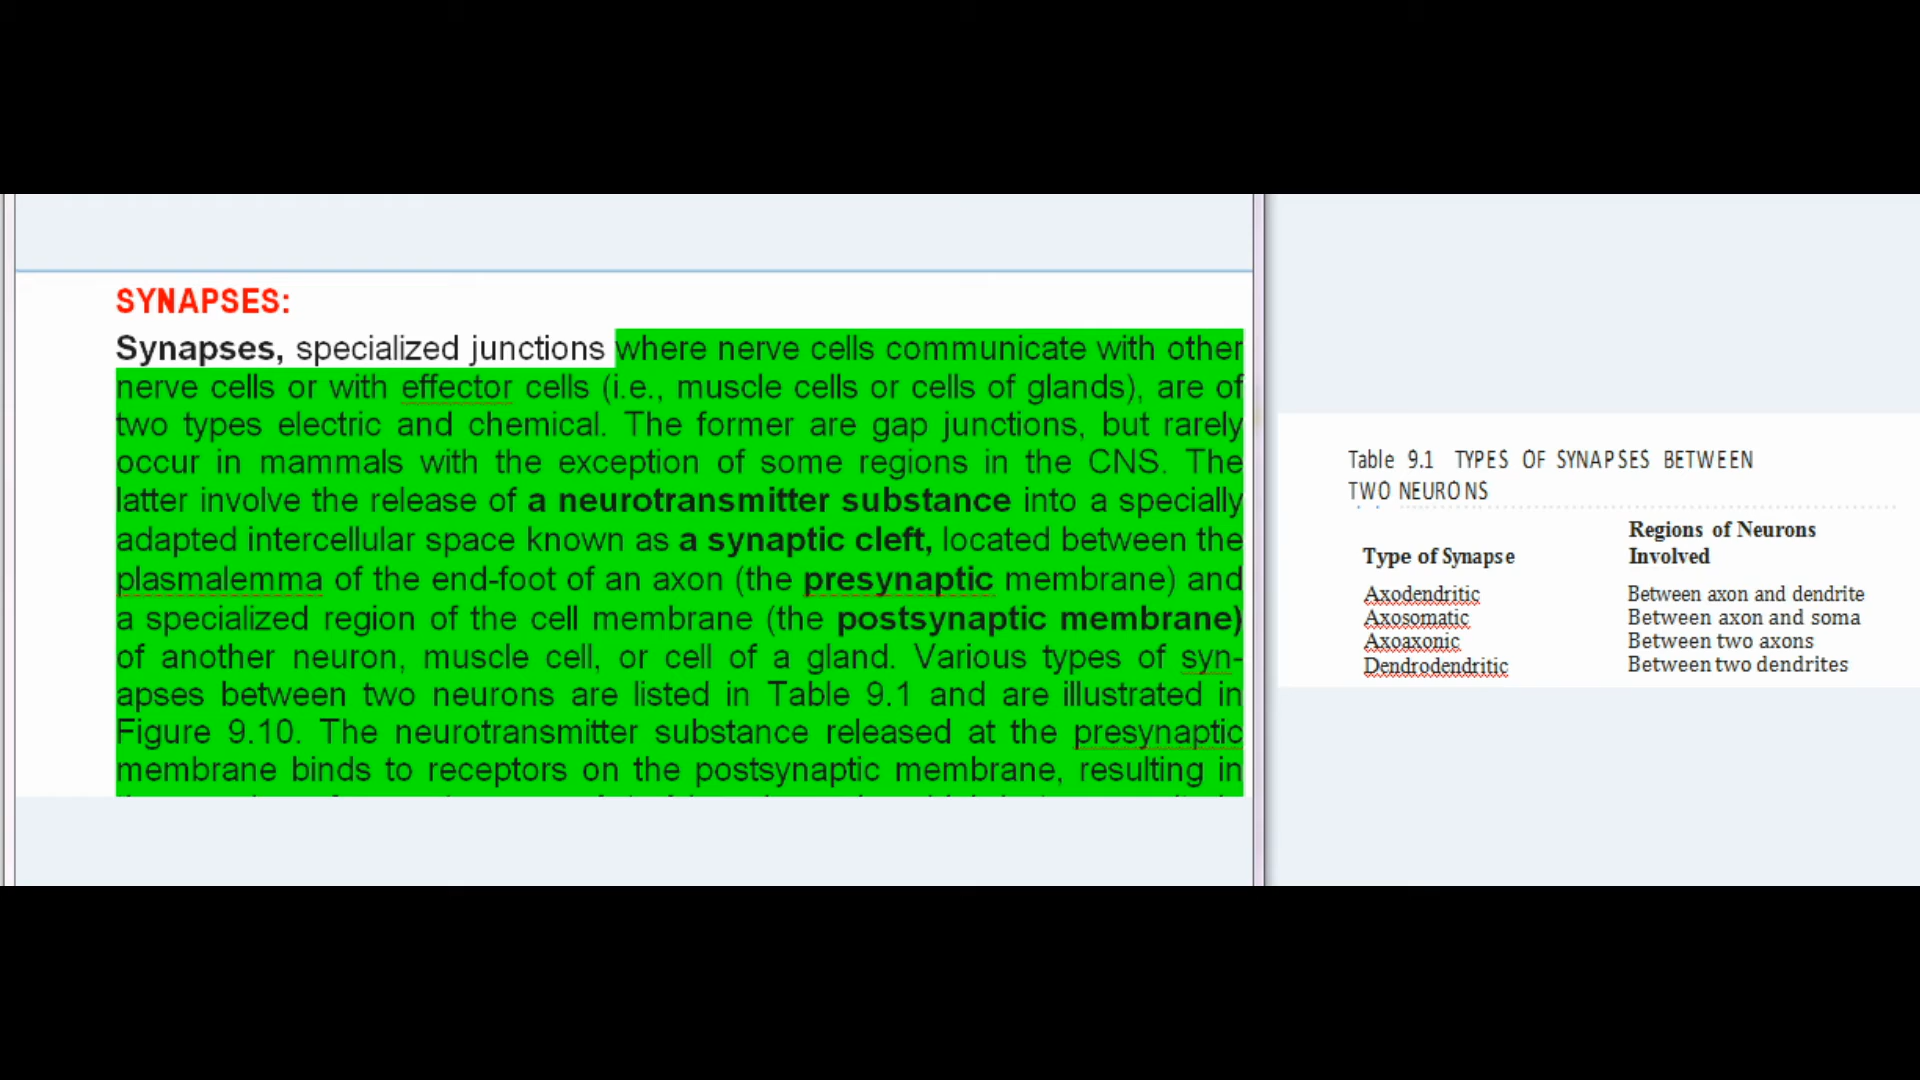 SYNAPSES:
Synapses, specialized junctions where nerve cells communicate with other
nerve cells or with effector cells (i.e., muscle cells or cells of glands), are of
two types electric and chemical. The former are gap junctions, but rarely
occur in mammals with the exception of some regions in the CNS. The
latter involve the release of a neurotransmitter substance into a specially
adapted intercellular space known as a synaptic cleft, located between the
plasmalemma of the end-foot of an axon (the presynaptic membrane) and
a specialized region of the cell membrane (the postsynaptic membrane)
of another neuron, muscle cell, or cell of a gland. Various types of syn-
apses between two neurons are listed in Table 9.1 and are illustrated in
Figure 9.10. The neurotransmitter substance released at the presynaptic
membrane binds to receptors on the postsynaptic membrane, resulting in
Table 9.1 TYPES OF SYNAPSES BETWEEN
TWO NEURONS
Regions of Neurons
Type of Synapse Involved
Axodendritic Between axon and dendrite
Axosomatic Between axon and soma
Axoaxonic Between two axons
Dendrodendritic Between two dendrites